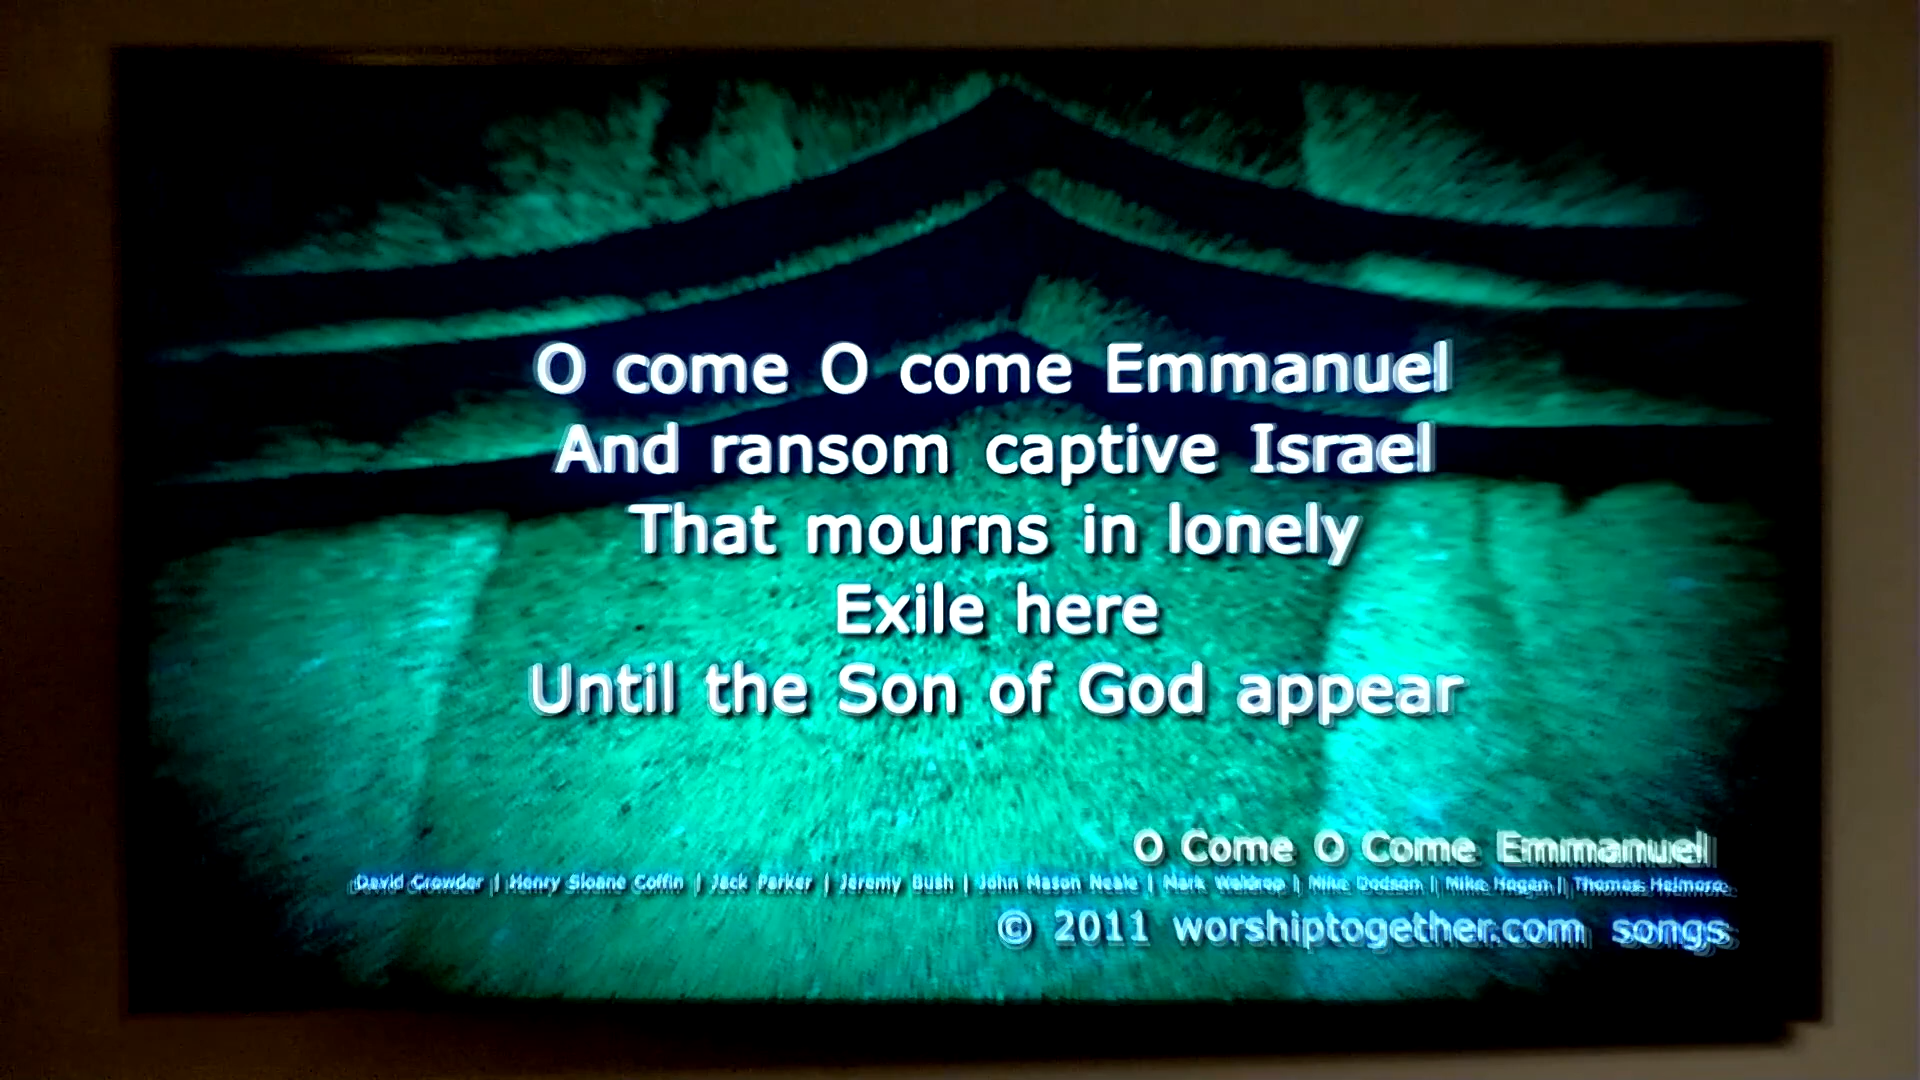 O come O come Emmanuel
And ransom captive Israel
That mourns in lonely
Exile here
Until the Son of God appear
O Come O Come Emmanuel
David Crowder | Henry Sloane Coffin | Jack Parker | Jeremy Bush | John Mason Neale | Mark Waldrop | Mike Dodson | Mike Hogan | Thomas Helmore
© 2011 worshiptogether.com songs